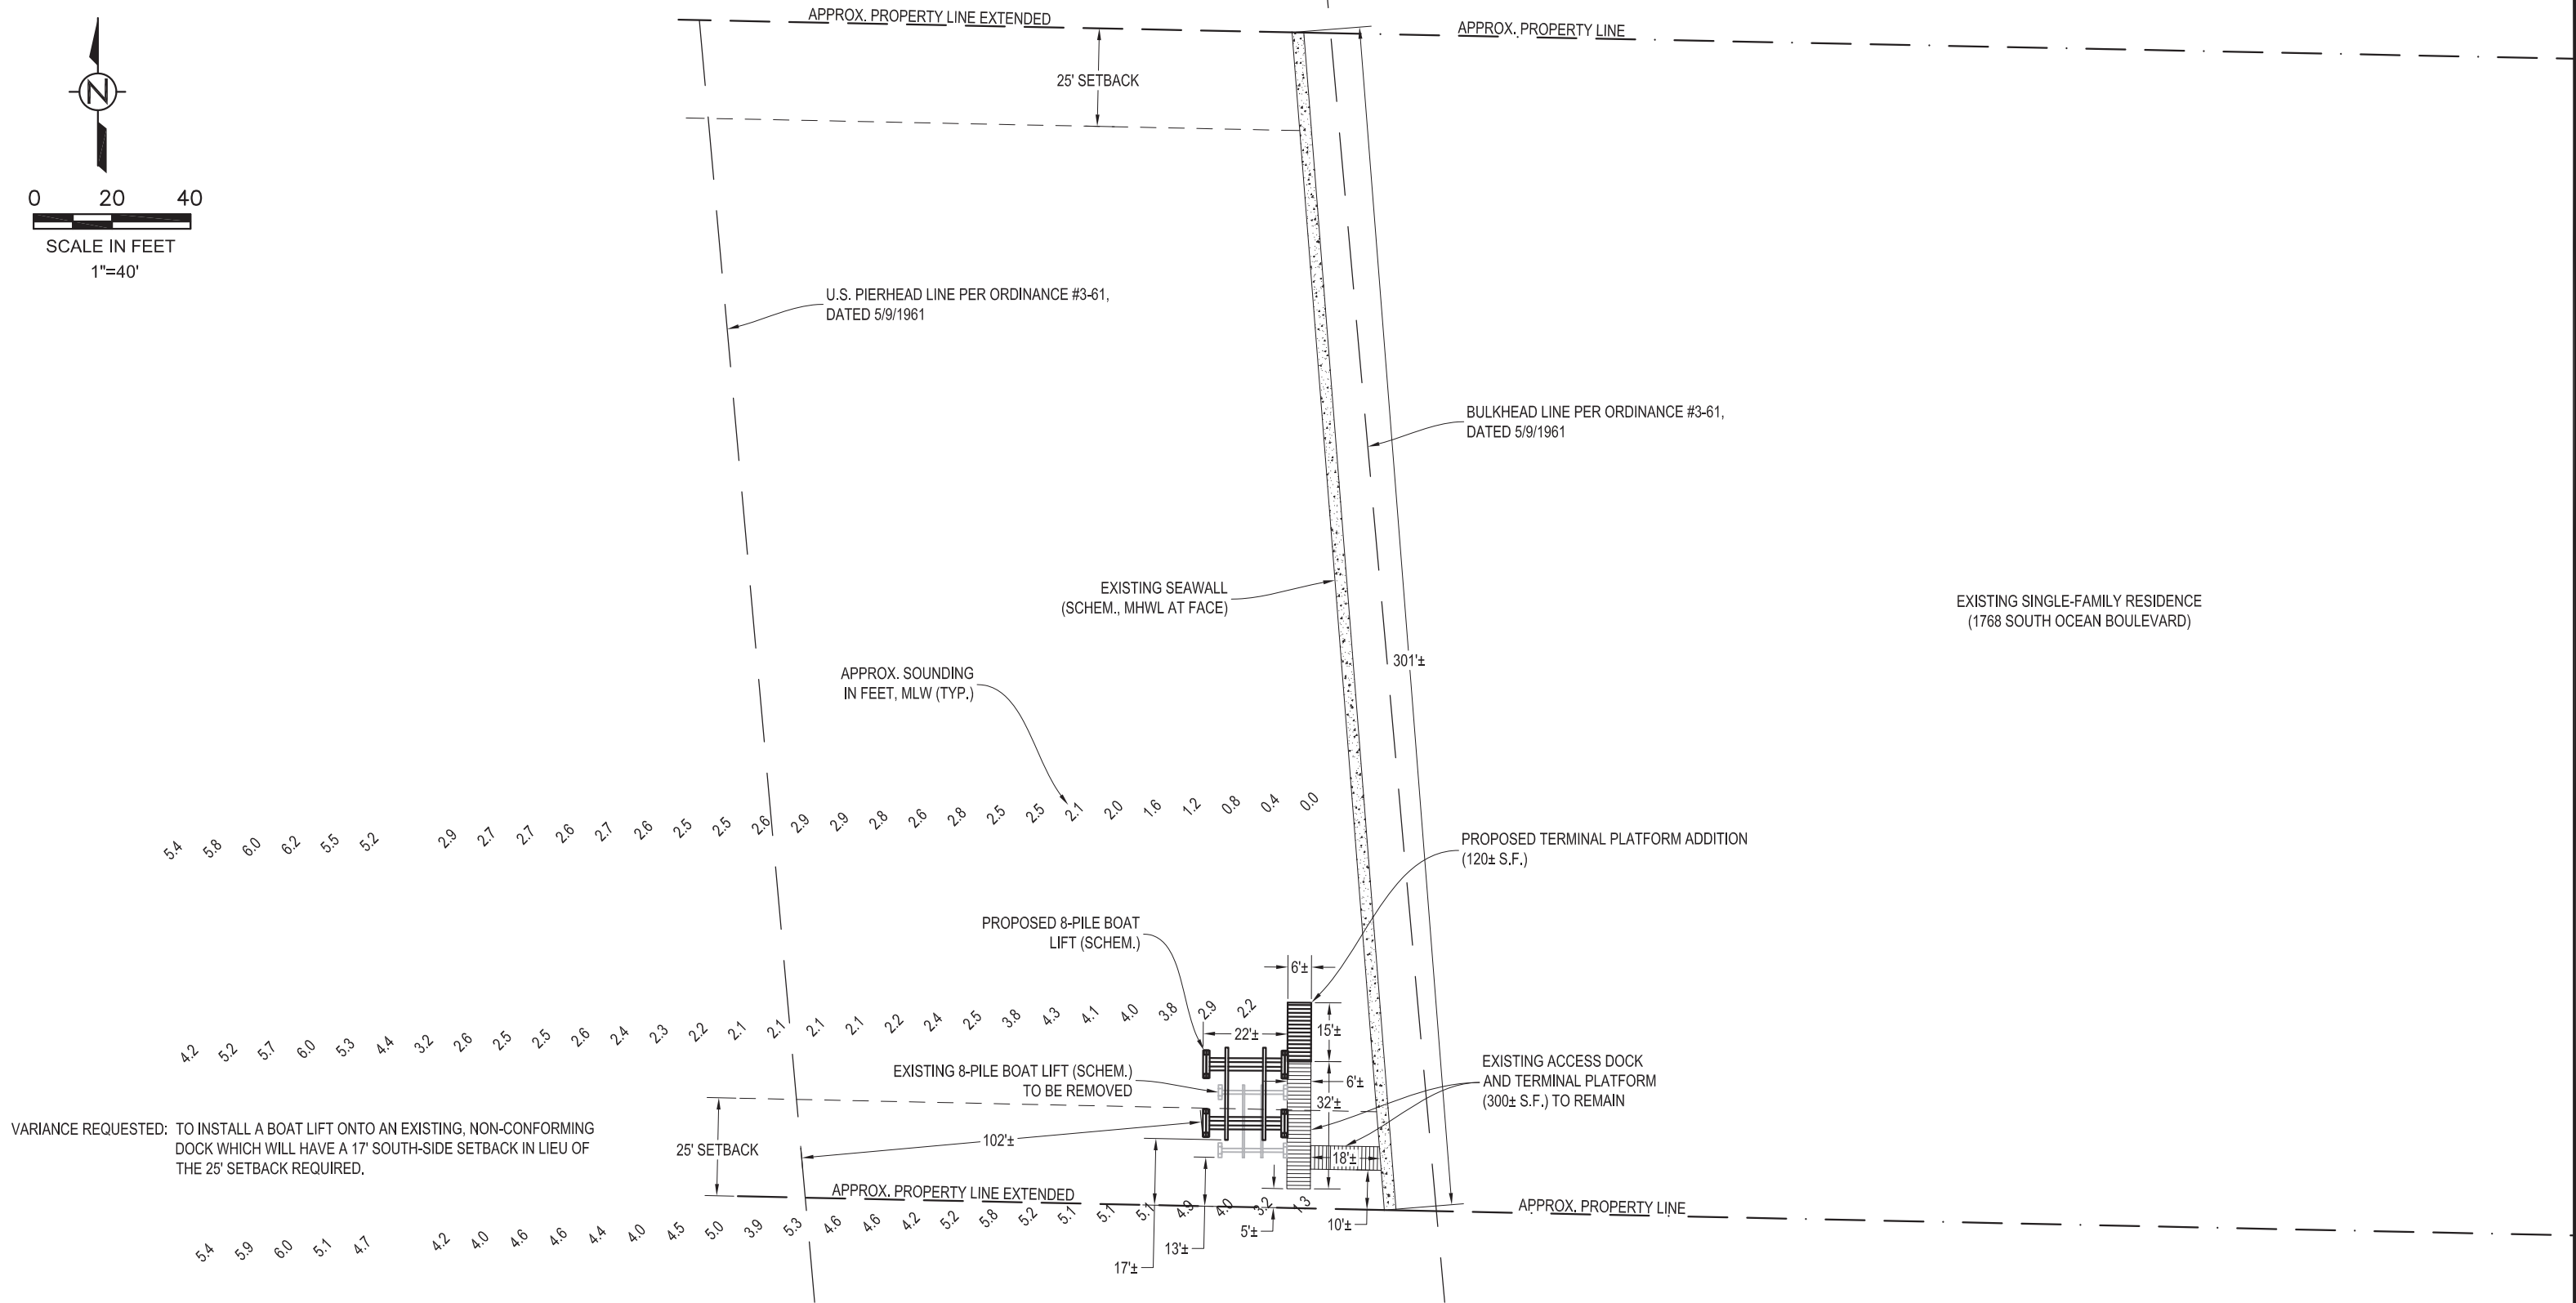 APPROX. PROPERTY LINE EXTENDED
APPROX. PROPERTY LINE
25' SETBACK
N
0 20 40
SCALE IN FEET
1"=40'
U.S. PIERHEAD LINE PER ORDINANCE #3-61,
DATED 5/9/1961
BULKHEAD LINE PER ORDINANCE #3-61,
DATED 5/9/1961
EXISTING SEAWALL
(SCHEM., MHWL AT FACE)
EXISTING SINGLE-FAMILY RESIDENCE
(1768 SOUTH OCEAN BOULEVARD)
301'±
APPROX. SOUNDING
IN FEET, MLW (TYP.)
5.4 5.8 6.0 6.2 5.5 5.2 2.9 2.7 2.7 2.6 2.7 2.6 2.5 2.5 2.6 2.9 2.9 2.8 2.6 2.8 2.5 2.5 2.1 2.0 1.6 1.2 0.8 0.4 0.0
PROPOSED TERMINAL PLATFORM ADDITION
(120± S.F.)
PROPOSED 8-PILE BOAT
LIFT (SCHEM.)
6'±
4.2 5.2 5.7 6.0 5.3 4.4 3.2 2.6 2.5 2.5 2.6 2.4 2.3 2.2 2.1 2.1 2.1 2.1 2.2 2.4 2.5 3.8 4.3 4.1 4.0 3.8 2.9 2.2
22'±
15'±
EXISTING 8-PILE BOAT LIFT (SCHEM.)
TO BE REMOVED
6'±
32'±
EXISTING ACCESS DOCK
AND TERMINAL PLATFORM
(300± S.F.) TO REMAIN
VARIANCE REQUESTED: TO INSTALL A BOAT LIFT ONTO AN EXISTING, NON-CONFORMING
DOCK WHICH WILL HAVE A 17' SOUTH-SIDE SETBACK IN LIEU OF
THE 25' SETBACK REQUIRED.
25' SETBACK
102'±
18'±
APPROX. PROPERTY LINE EXTENDED
APPROX. PROPERTY LINE
5.4 5.9 6.0 5.1 4.7 4.2 4.0 4.6 4.6 4.4 4.0 4.5 5.0 3.9 5.3 4.6 4.6 4.2 5.2 5.8 5.2 5.1 5.1 5.1 4.9 4.0 3.2 1.3
5'±
10'±
13'±
17'±